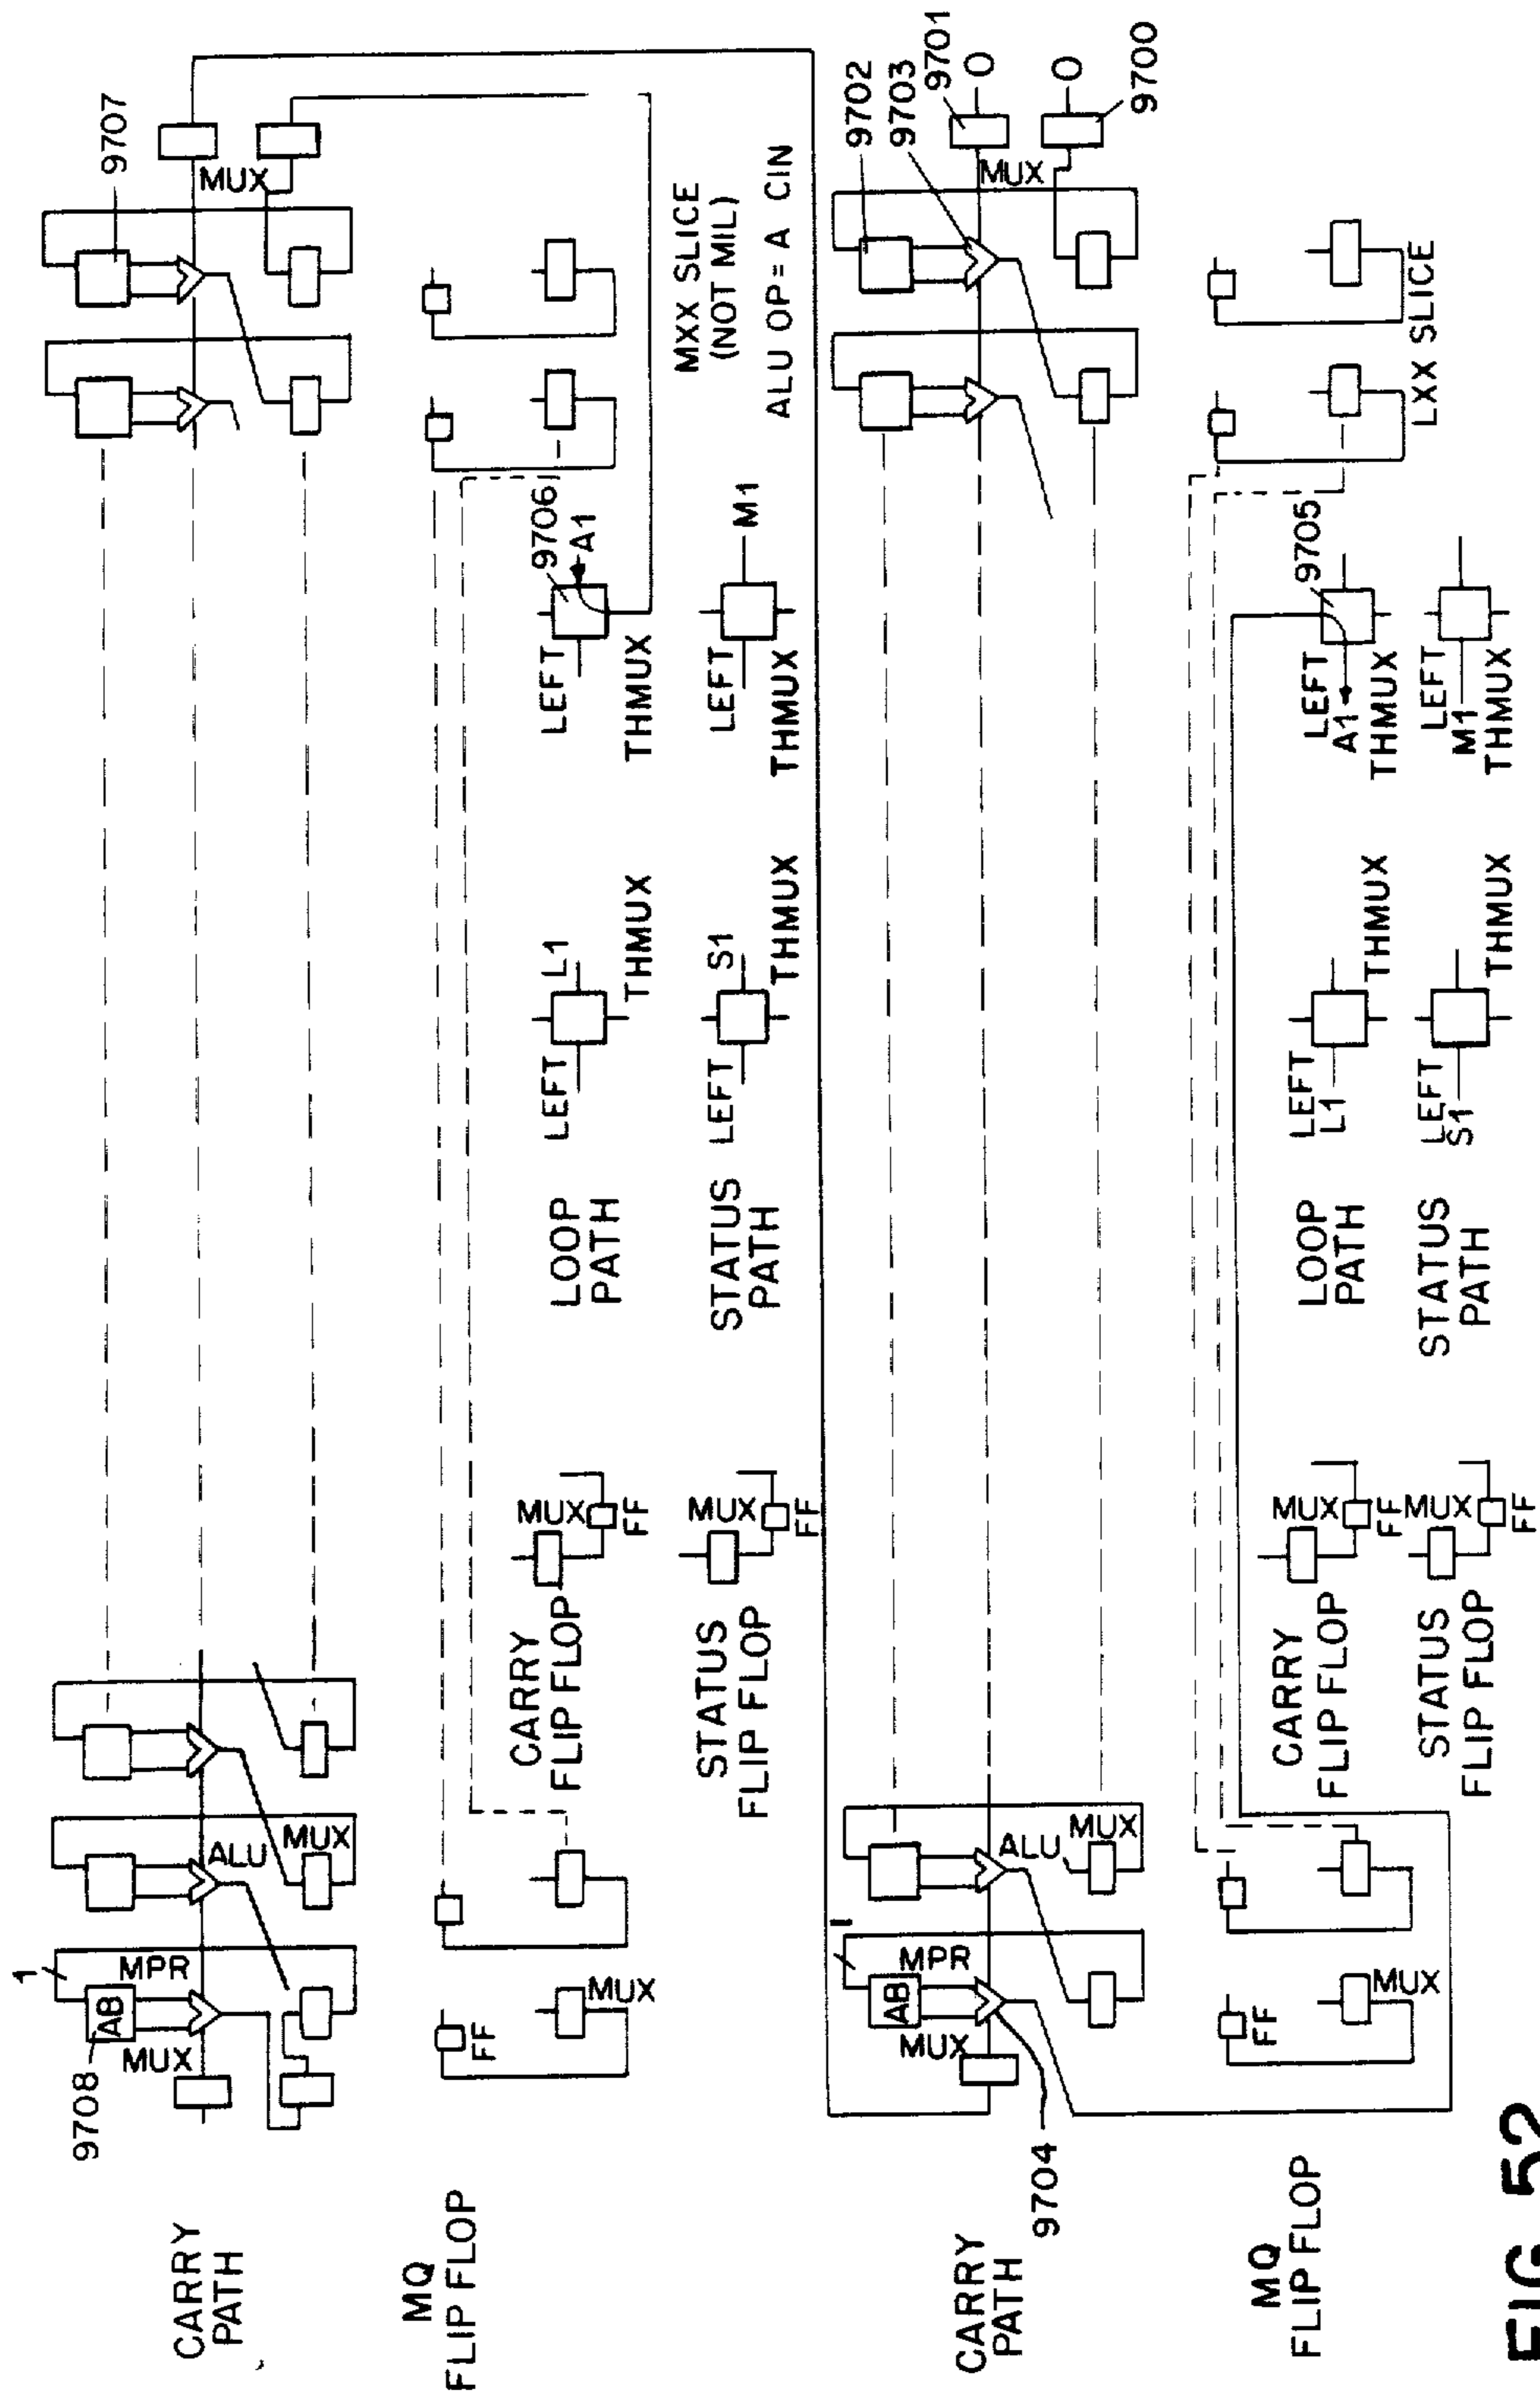 9707
MUX
1
MPR
AB
9708
MUX
ALU
MUX
CARRY
PATH
MQ
FLIP FLOP
FF
MUX
CARRY
FLIP FLOP
MUX
FF
STATUS
FLIP FLOP
MUX
FF
LOOP
PATH
LEFT
L1
THMUX
STATUS
PATH
LEFT
S1
THMUX
LEFT
9706
A1
THMUX
LEFT
M1
THMUX
MXX SLICE
(NOT MIL)
ALU OP = A CIN
9702
9703
9701
0
MUX
0
9700
1
MPR
AB
MUX
ALU
MUX
9704
CARRY
PATH
MQ
FLIP FLOP
FF
MUX
CARRY
FLIP FLOP
MUX
FF
STATUS
FLIP FLOP
MUX
FF
LOOP
PATH
LEFT
L1
THMUX
STATUS
PATH
LEFT
S1
THMUX
9705
LEFT
A1
THMUX
LEFT
M1
THMUX
LXX SLICE
FIG 52